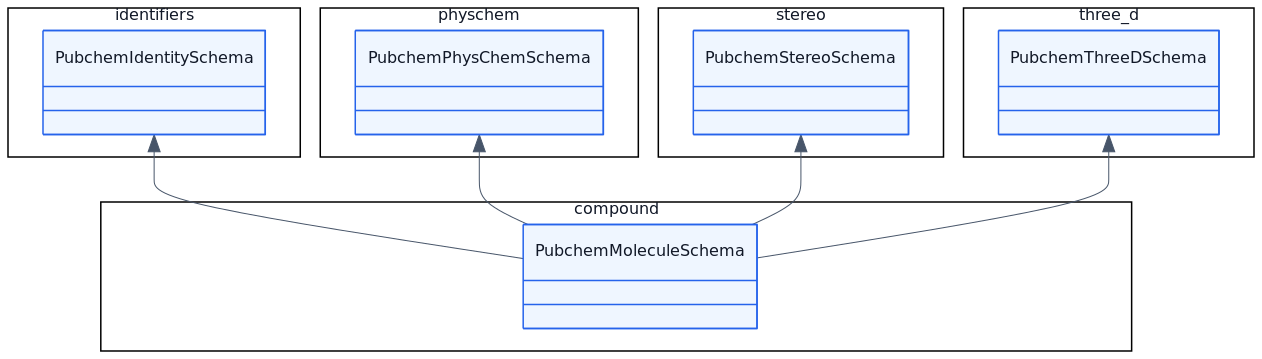 identifiers
physchem
stereo
three_d
PubchemIdentitySchema
PubchemPhysChemSchema
PubchemStereoSchema
PubchemThreeDSchema
compound
PubchemMoleculeSchema